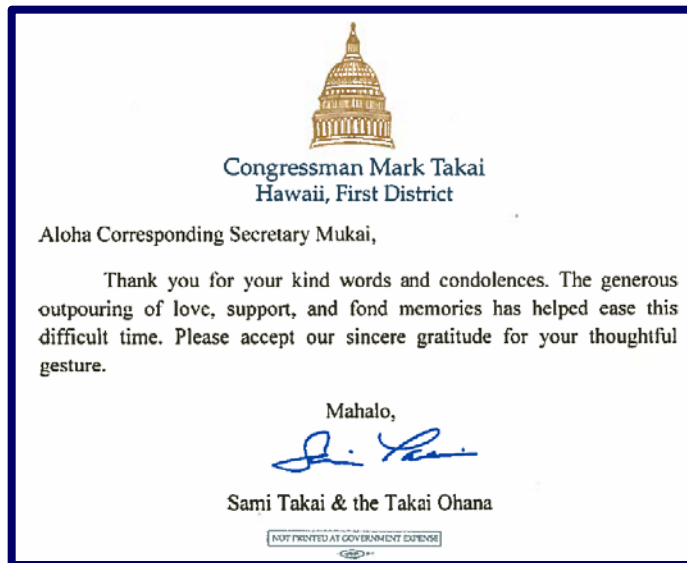 Congressman Mark Takai
Hawaii, First District
Aloha Corresponding Secretary Mukai,
Thank you for your kind words and condolences. The generous
outpouring of love, support, and fond memories has helped ease this
difficult time. Please accept our sincere gratitude for your thoughtful
gesture.
Mahalo,
Sami Takai
Sami Takai & the Takai Ohana
NOT PRINTED AT GOVERNMENT EXPENSE